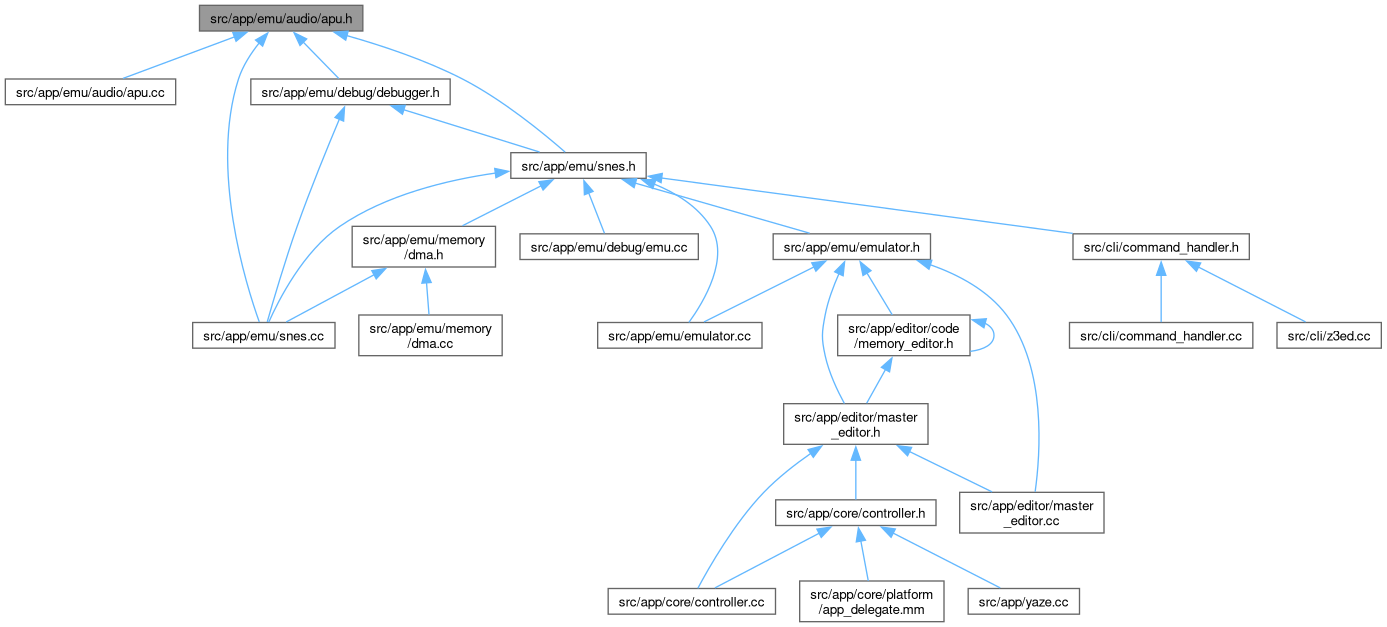 src/app/emu/audio/apu.h
src/app/emu/audio/apu.cc
src/app/emu/debug/debugger.h
src/app/emu/snes.h
src/app/emu/memory
/dma.h
src/app/emu/debug/emu.cc
src/app/emu/emulator.h
src/cli/command_handler.h
src/app/emu/snes.cc
src/app/emu/memory
/dma.cc
src/app/emu/emulator.cc
src/app/editor/code
/memory_editor.h
src/cli/command_handler.cc
src/cli/z3ed.cc
src/app/editor/master
_editor.h
src/app/core/controller.h
src/app/editor/master
_editor.cc
src/app/core/controller.cc
src/app/core/platform
/app_delegate.mm
src/app/yaze.cc